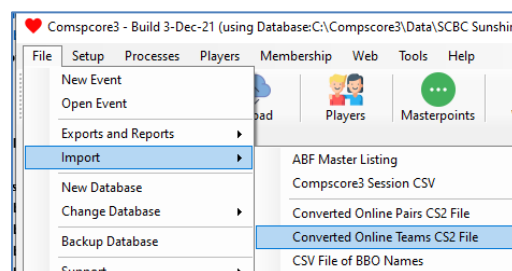 Comspcore3 - Build 3-Dec-21 (using Database:C:\Compscore3\Data\SCBC Sunshin
File Setup Processes Players Membership Web Tools Help
New Event
Open Event
Players Masterpoints
Exports and Reports
Import
ABF Master Listing
Compscore3 Session CSV
New Database
Change Database
Converted Online Pairs CS2 File
Converted Online Teams CS2 File
Backup Database
CSV File of BBO Names